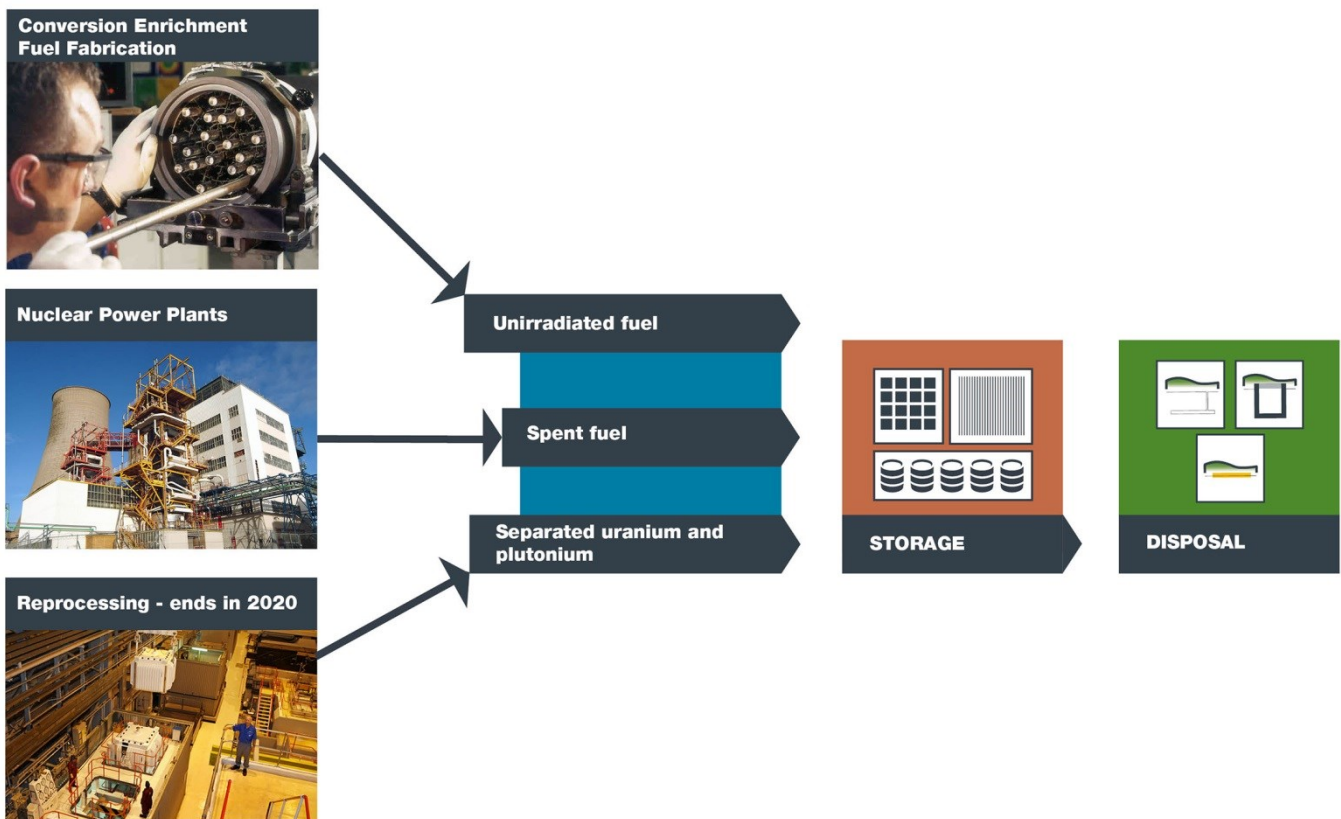 Conversion Enrichment
Fuel Fabrication
Nuclear Power Plants
Reprocessing - ends in 2020
Unirradiated fuel
Spent fuel
Separated uranium and
plutonium
STORAGE
DISPOSAL